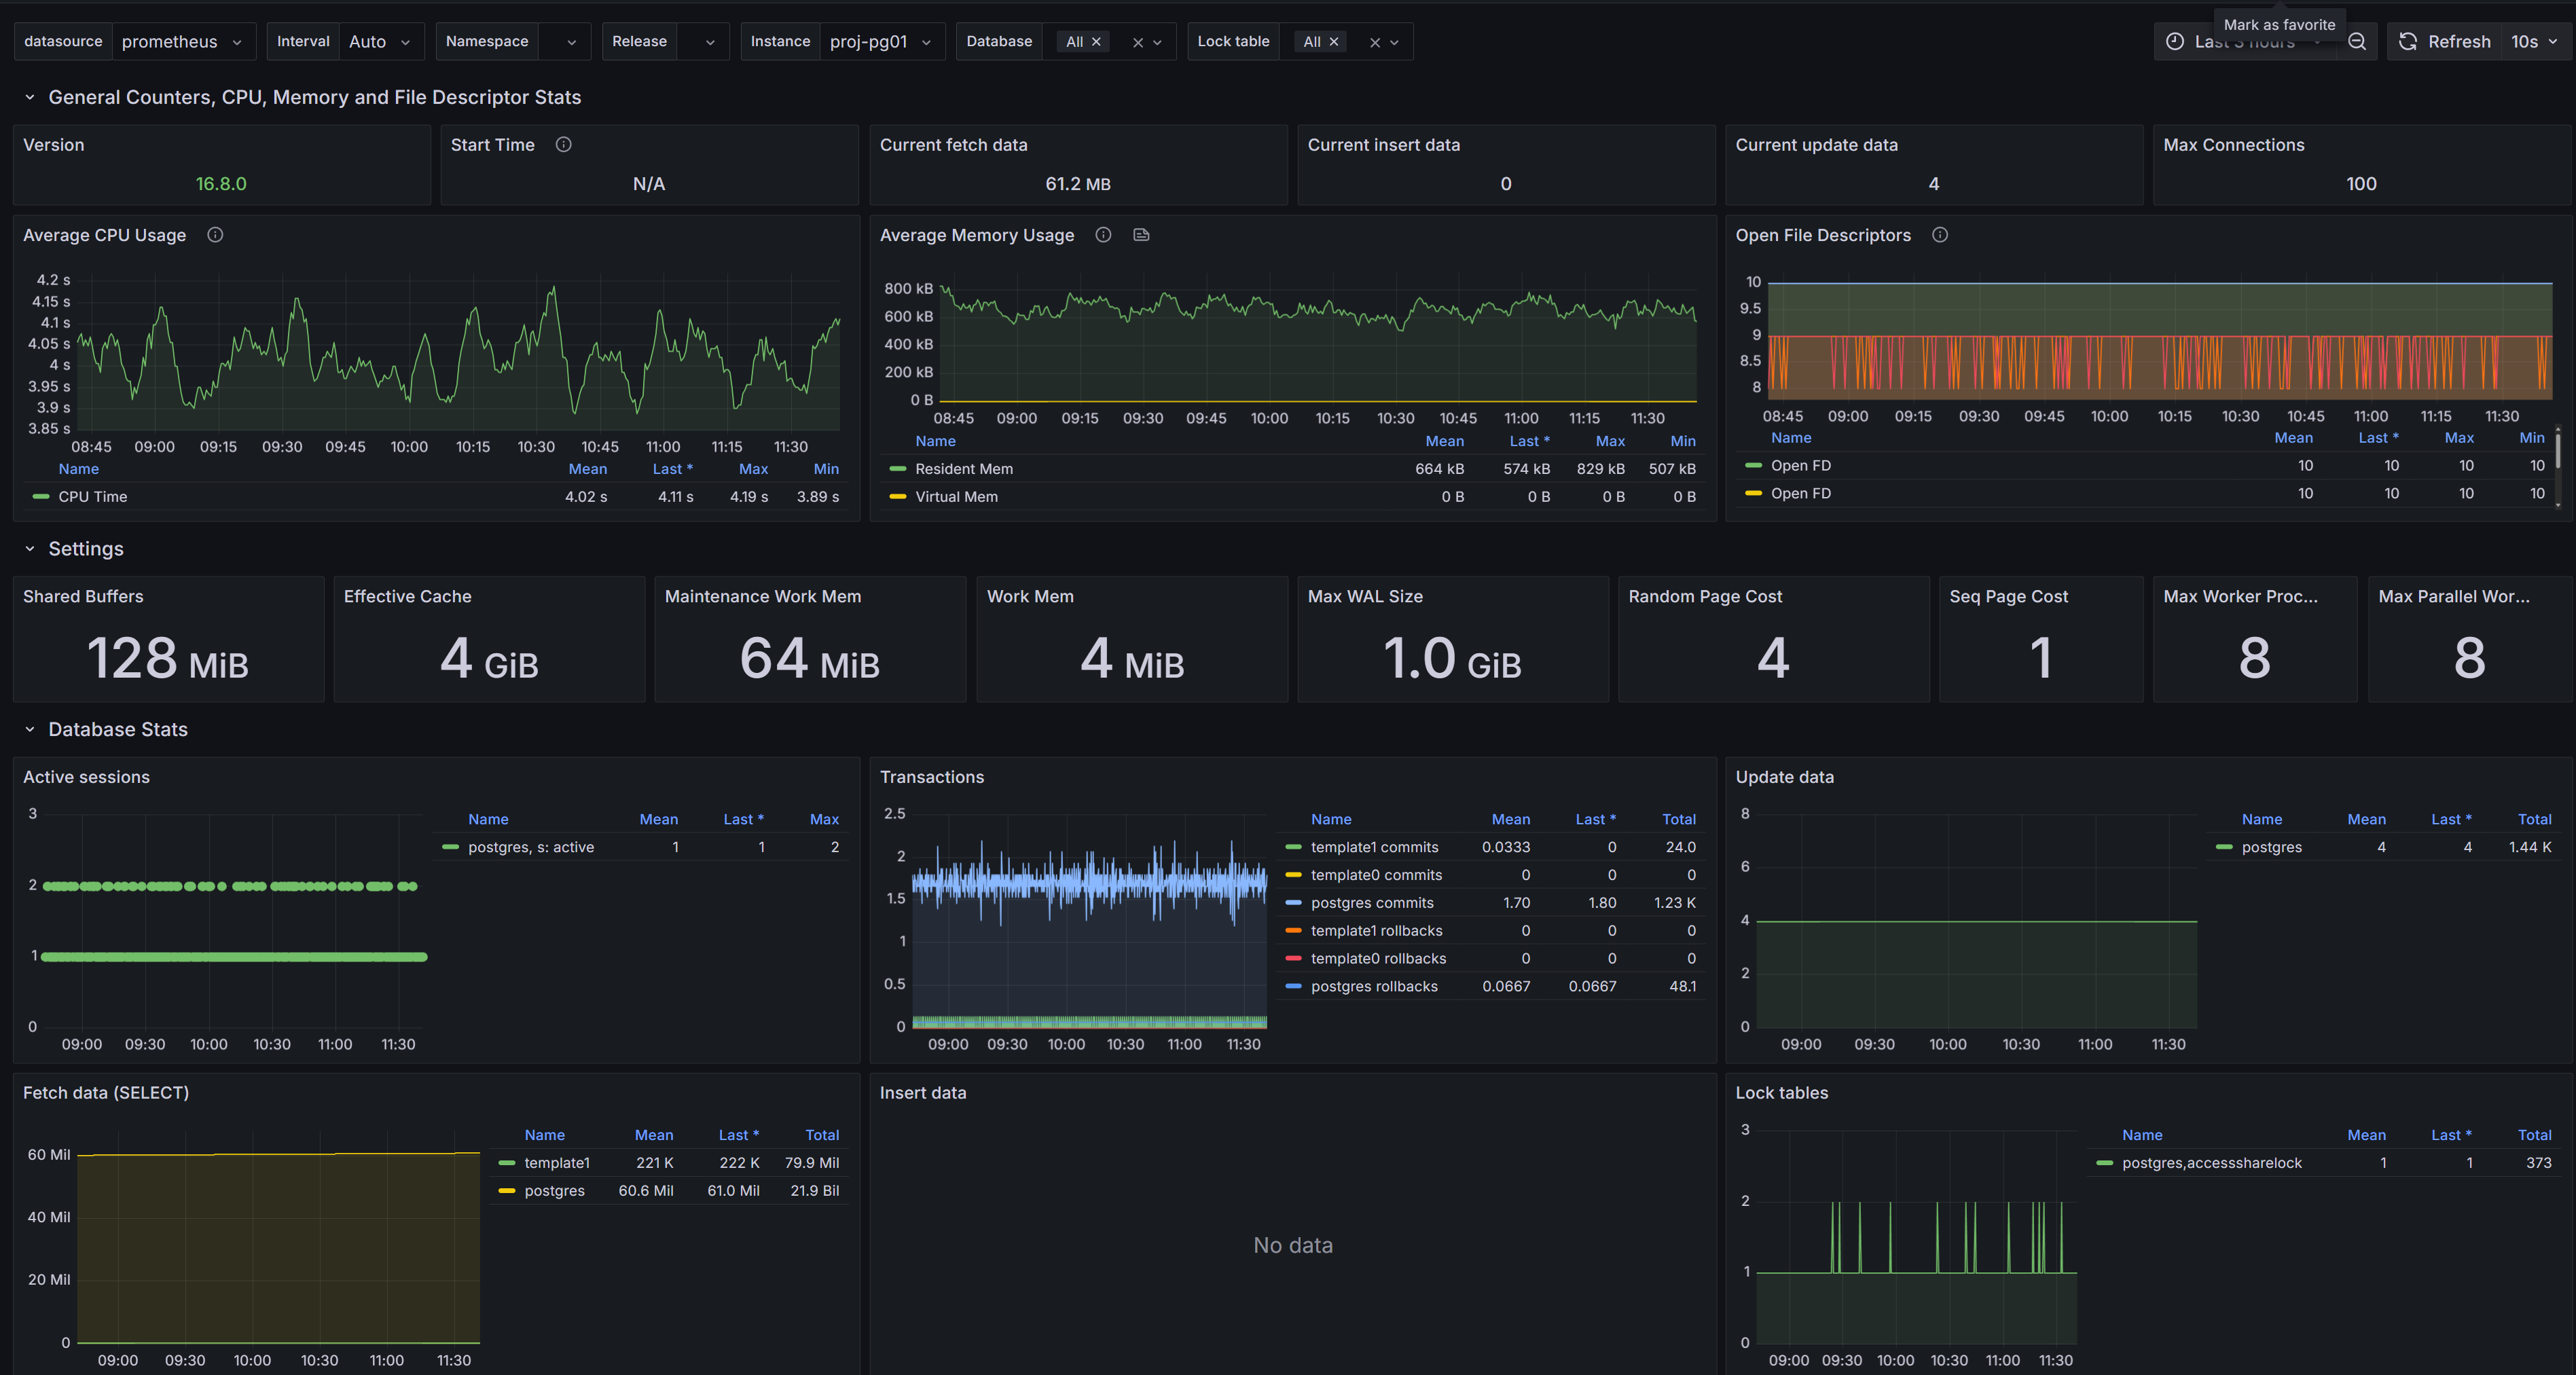 Mark as favorite
datasource prometheus Interval Auto Namespace Release Instance proj-pg01 Database All Lock table All Last 3 hours Refresh 10s
General Counters, CPU, Memory and File Descriptor Stats
Version Start Time Current fetch data Current insert data Current update data Max Connections
16.8.0 N/A 61.2 MB 0 4 100
Average CPU Usage
4.2 s
4.15 s
4.1 s
4.05 s
4 s
3.95 s
3.9 s
3.85 s
08:45 09:00 09:15 09:30 09:45 10:00 10:15 10:30 10:45 11:00 11:15 11:30
Name Mean Last * Max Min
CPU Time 4.02 s 4.11 s 4.19 s 3.89 s
Average Memory Usage
800 kB
600 kB
400 kB
200 kB
0 B
08:45 09:00 09:15 09:30 09:45 10:00 10:15 10:30 10:45 11:00 11:15 11:30
Name Mean Last * Max Min
Resident Mem 664 kB 574 kB 829 kB 507 kB
Virtual Mem 0 B 0 B 0 B 0 B
Open File Descriptors
10
9.5
9
8.5
8
08:45 09:00 09:15 09:30 09:45 10:00 10:15 10:30 10:45 11:00 11:15 11:30
Name Mean Last * Max Min
Open FD 10 10 10 10
Open FD 10 10 10 10
Settings
Shared Buffers Effective Cache Maintenance Work Mem Work Mem Max WAL Size Random Page Cost Seq Page Cost Max Worker Proc... Max Parallel Wor...
128 MiB 4 GiB 64 MiB 4 MiB 1.0 GiB 4 1 8 8
Database Stats
Active sessions
3
2
1
0
09:00 09:30 10:00 10:30 11:00 11:30
Name Mean Last * Max
postgres, s: active 1 1 2
Transactions
2.5
2
1.5
1
0.5
0
09:00 09:30 10:00 10:30 11:00 11:30
Name Mean Last * Total
template1 commits 0.0333 0 24.0
template0 commits 0 0 0
postgres commits 1.70 1.80 1.23 K
template1 rollbacks 0 0 0
template0 rollbacks 0 0 0
postgres rollbacks 0.0667 0.0667 48.1
Update data
8
6
4
2
0
09:00 09:30 10:00 10:30 11:00 11:30
Name Mean Last * Total
postgres 4 4 1.44 K
Fetch data (SELECT)
60 Mil
40 Mil
20 Mil
0
09:00 09:30 10:00 10:30 11:00 11:30
Name Mean Last * Total
template1 221 K 222 K 79.9 Mil
postgres 60.6 Mil 61.0 Mil 21.9 Bil
Insert data
No data
Lock tables
3
2
1
0
09:00 09:30 10:00 10:30 11:00 11:30
Name Mean Last * Total
postgres,accesssharelock 1 1 373